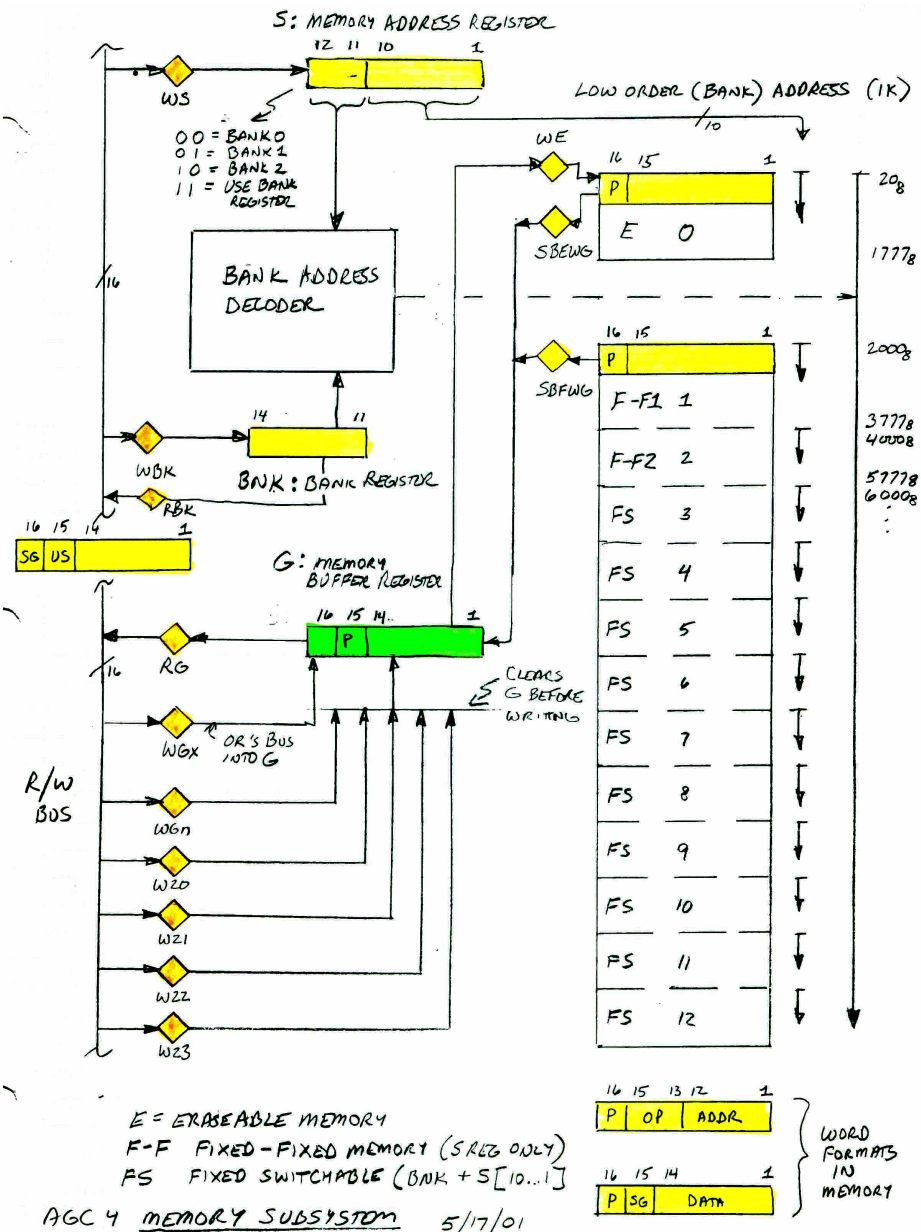 S: MEMORY ADDRESS REGISTER
12 11 10 1
WS
00 = BANK 0
01 = BANK 1
10 = BANK 2
11 = USE BANK
REGISTER
LOW ORDER (BANK) ADDRESS (1K)
10
WE
16 15 1
P
E 0
SBEWG
20₈
1777₈
16
BANK ADDRESS
DECODER
16 15 1
P
SBFWG
2000₈
F-F1 1
3777₈
4000₈
F-F2 2
5777₈
6000₈
:
14 11
WBK
BNK: BANK REGISTER
RBK
16 15 14 1
SG US
FS 3
FS 4
FS 5
FS 6
FS 7
FS 8
FS 9
FS 10
FS 11
FS 12
G: MEMORY
BUFFER REGISTER
16 15 14.. 1
P
RG
16
CLEARS
G BEFORE
WRITING
WGx
OR'S BUS
INTO G
R/W
BUS
WGn
W20
W21
W22
W23
E = ERASEABLE MEMORY
F-F FIXED-FIXED MEMORY (SREG ONLY)
FS FIXED SWITCHABLE (BNK + S[10...1]
16 15 13 12 1
P OP ADDR
16 15 14 1
P SG DATA
WORD
FORMATS
IN
MEMORY
AGC 4 MEMORY SUBSYSTEM 5/17/01